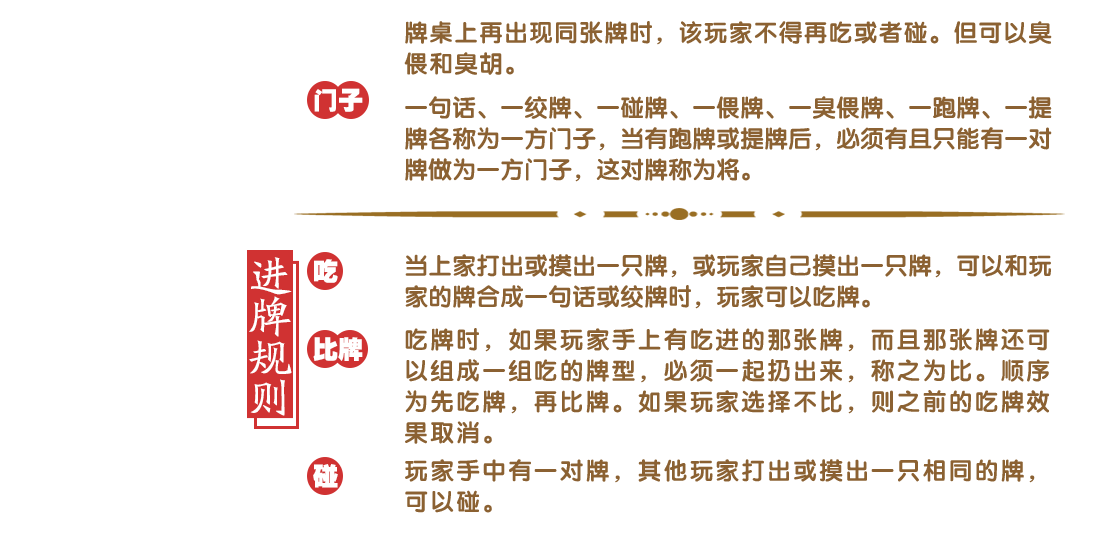 牌桌上再出现同张牌时，该玩家不得再吃或者碰。但可以臭
偎和臭胡。
门子
一句话、一绞牌、一碰牌、一偎牌、一臭偎牌、一跑牌、一提
牌各称为一方门子，当有跑牌或提牌后，必须有且只能有一对
牌做为一方门子，这对牌称为将。
进牌规则
吃
当上家打出或摸出一只牌，或玩家自己摸出一只牌，可以和玩
家的牌合成一句话或绞牌时，玩家可以吃牌。
比牌
吃牌时，如果玩家手上有吃进的那张牌，而且那张牌还可
以组成一组吃的牌型，必须一起扔出来，称之为比。顺序
为先吃牌，再比牌。如果玩家选择不比，则之前的吃牌效
果取消。
碰
玩家手中有一对牌，其他玩家打出或摸出一只相同的牌，
可以碰。